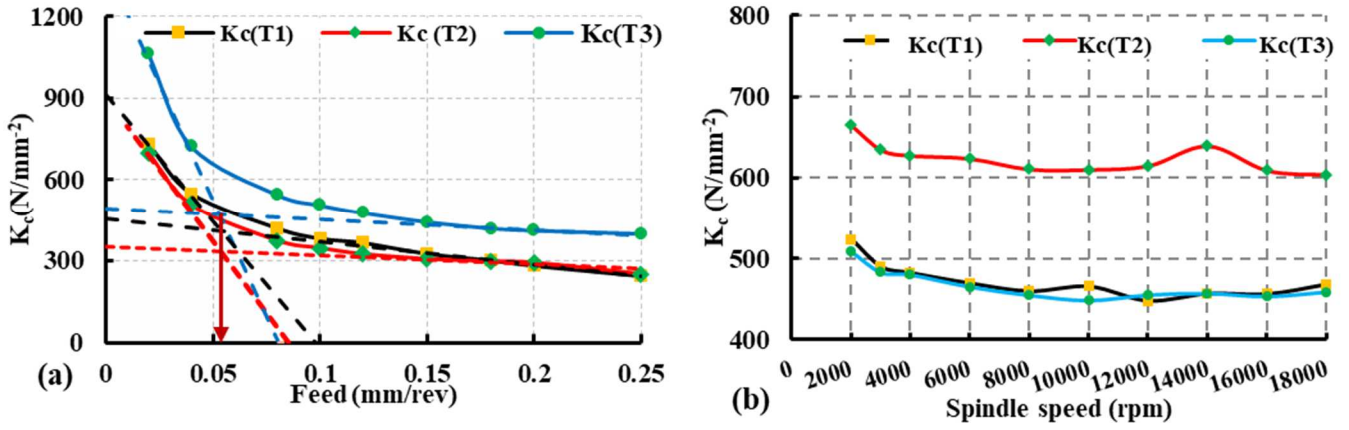 Kc(T1) Kc (T2) Kc(T3)
1200
900
600
300
0
Kc(N/mm-2)
0 0.05 0.1 0.15 0.2 0.25
Feed (mm/rev)
(a)
Kc(T1) Kc(T2) Kc(T3)
800
700
600
500
400
Kc (N/mm-2)
0 2000 4000 6000 8000 10000 12000 14000 16000 18000
Spindle speed (rpm)
(b)